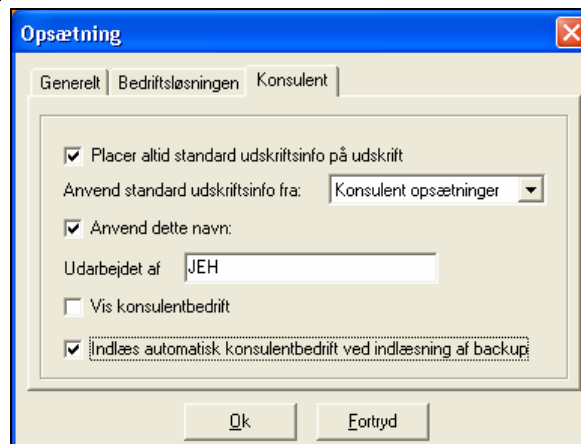 Opsætning
Generelt Bedriftsløsningen Konsulent
Placer altid standard udskriftsinfo på udskrift
Anvend standard udskriftsinfo fra: Konsulent opsætninger
Anvend dette navn:
Udarbejdet af JEH
Vis konsulentbedrift
Indlæs automatisk konsulentbedrift ved indlæsning af backup
Ok Fortryd